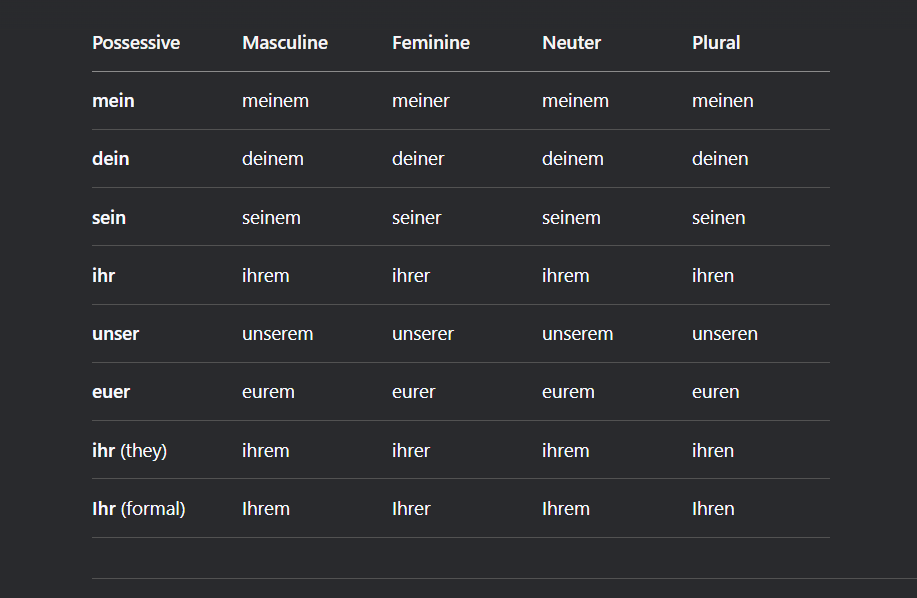 Possessive Masculine Feminine Neuter Plural
mein meinem meiner meinem meinen
dein deinem deiner deinem deinen
sein seinem seiner seinem seinen
ihr ihrem ihrer ihrem ihren
unser unserem unserer unserem unseren
euer eurem eurer eurem euren
ihr (they) ihrem ihrer ihrem ihren
Ihr (formal) Ihrem Ihrer Ihrem Ihren